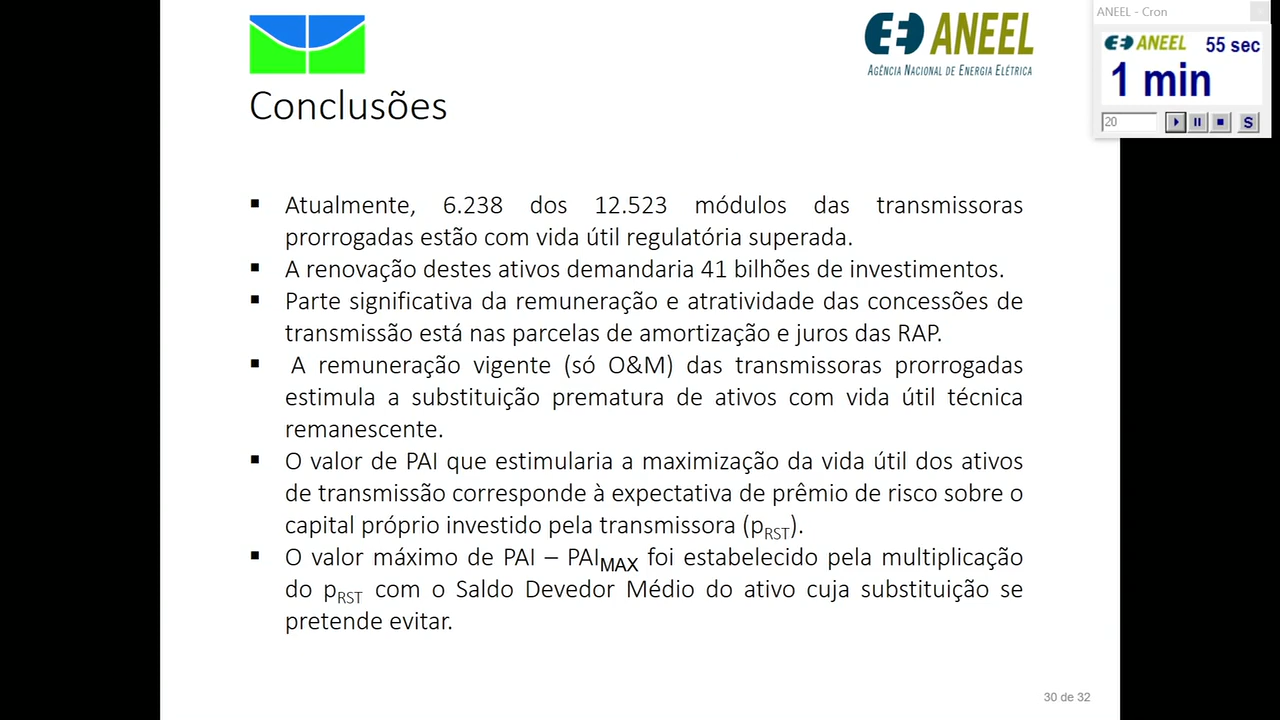 ANEEL
AGÊNCIA NACIONAL DE ENERGIA ELÉTRICA
ANEEL - Cron
ANEEL 55 sec
1 min
20
S
Conclusões
Atualmente, 6.238 dos 12.523 módulos das transmissoras
prorrogadas estão com vida útil regulatória superada.
A renovação destes ativos demandaria 41 bilhões de investimentos.
Parte significativa da remuneração e atratividade das concessões de
transmissão está nas parcelas de amortização e juros das RAP.
A remuneração vigente (só O&M) das transmissoras prorrogadas
estimula a substituição prematura de ativos com vida útil técnica
remanescente.
O valor de PAI que estimularia a maximização da vida útil dos ativos
de transmissão corresponde à expectativa de prêmio de risco sobre o
capital próprio investido pela transmissora (pRST).
O valor máximo de PAI – PAIMAX foi estabelecido pela multiplicação
do pRST com o Saldo Devedor Médio do ativo cuja substituição se
pretende evitar.
30 de 32